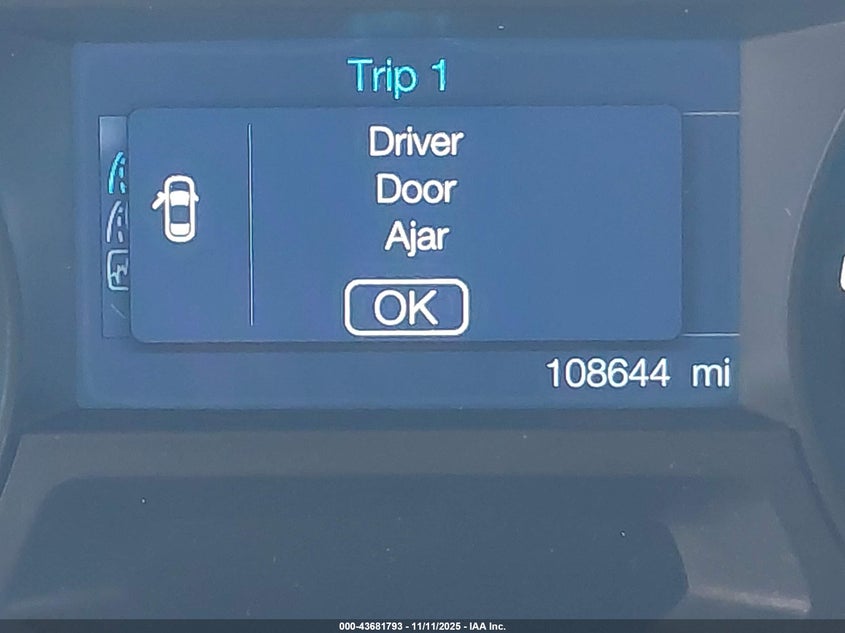 Trip 1
Driver
Door
Ajar
OK
108644 mi
000-43681793 - 11/11/2025 - IAA Inc.